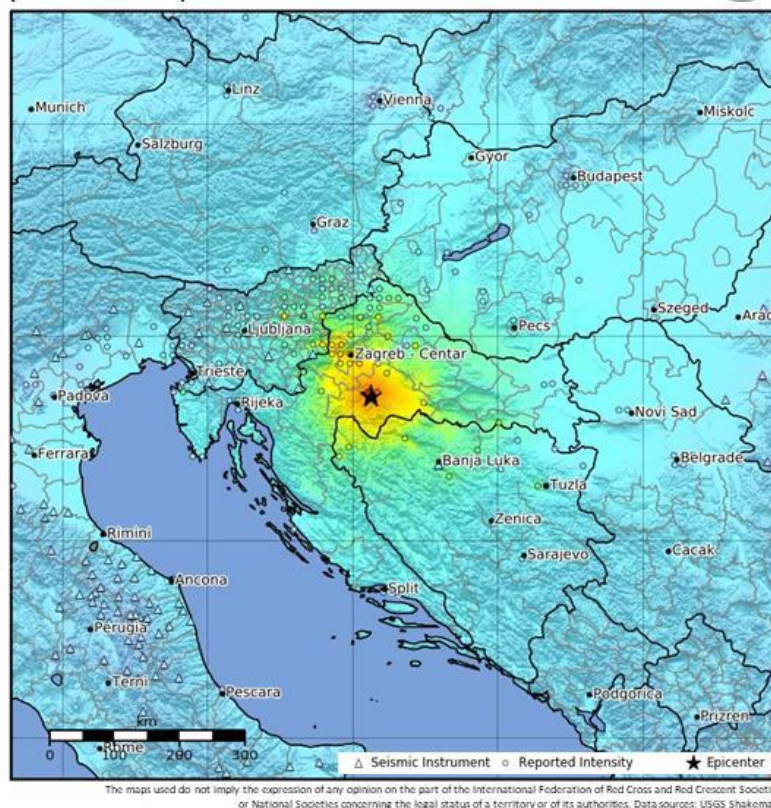 Linz
Munich
Vienna
Miskolc
Salzburg
Gyor
Budapest
Graz
Szeged
Arad
Ljubljana
Pecs
Zagreb - Centar
Trieste
Padova
Rijeka
Novi Sad
Ferrara
Banja Luka
Belgrade
Tuzla
Zenica
Rimini
Sarajevo
Cacak
Ancona
Split
Perugia
Terni
Pescara
Podgorica
Prizren
km
0 50 100 200 300
Rome
Seismic Instrument Reported Intensity Epicenter
The maps used do not imply the expression of any opinion on the part of the International Federation of Red Cross and Red Crescent Societi
or National Societies concerning the legal status of a territory or of its authorities. Data sources: USGS Shakema